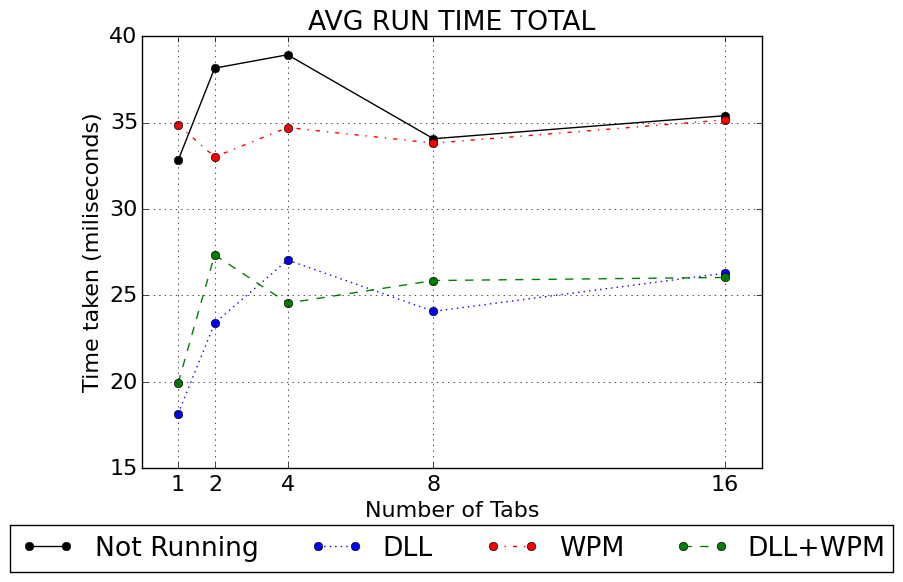 AVG RUN TIME TOTAL
40
35
30
25
20
15
Time taken (miliseconds)
1 2 4 8 16
Number of Tabs
Not Running DLL WPM DLL+WPM